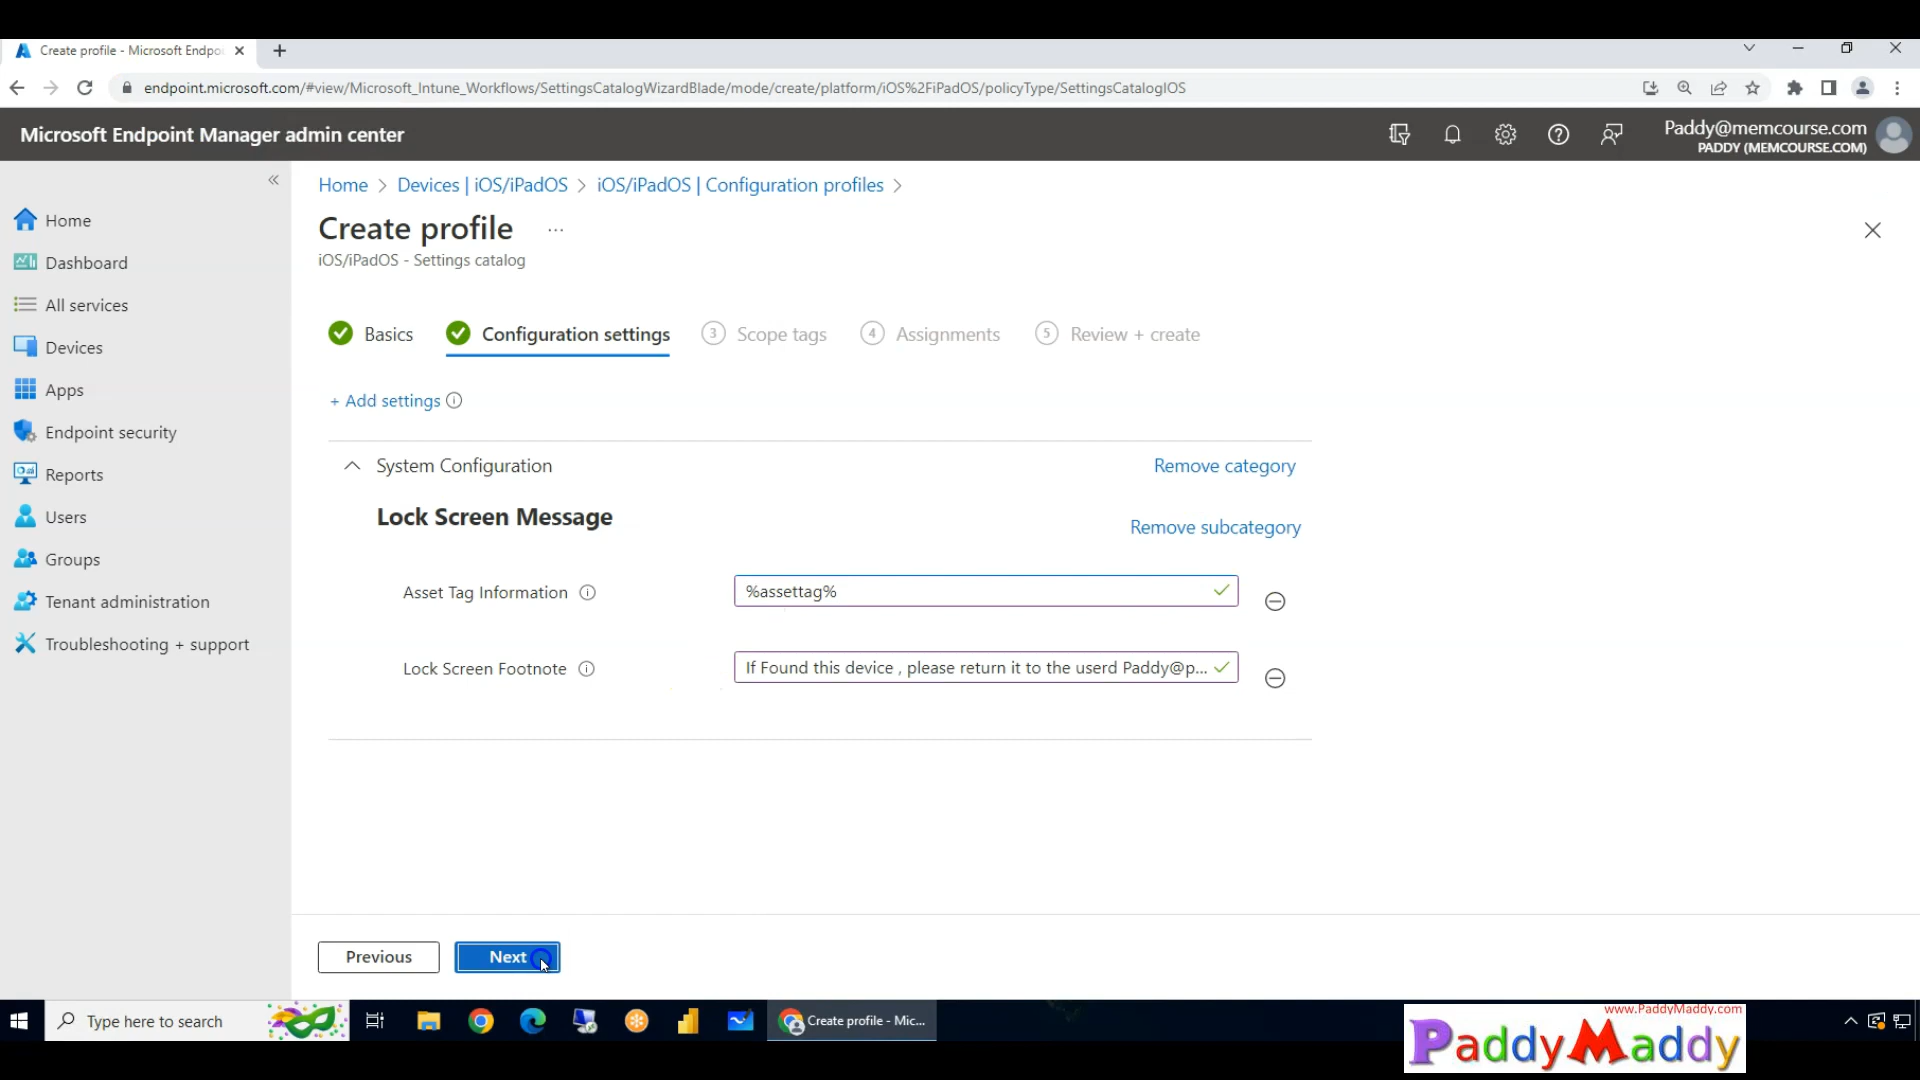 Create profile - Microsoft Endpo
endpoint.microsoft.com/#view/Microsoft_Intune_Workflows/SettingsCatalogWizardBlade/mode/create/platform/iOS%2FiPadOS/policyType/SettingsCatalogIOS
Microsoft Endpoint Manager admin center
Paddy@memcourse.com
PADDY (MEMCOURSE.COM)
Home > Devices | iOS/iPadOS > iOS/iPadOS | Configuration profiles >
Create profile ...
iOS/iPadOS - Settings catalog
Home
Dashboard
All services
Devices
Apps
Endpoint security
Reports
Users
Groups
Tenant administration
Troubleshooting + support
Basics
Configuration settings
3 Scope tags
4 Assignments
5 Review + create
+ Add settings
System Configuration
Remove category
Lock Screen Message
Remove subcategory
Asset Tag Information
%assettag%
Lock Screen Footnote
If Found this device , please return it to the userd Paddy@p...
Previous
Next
Type here to search
Create profile - Mic...
www.PaddyMaddy.com
PaddyMaddy